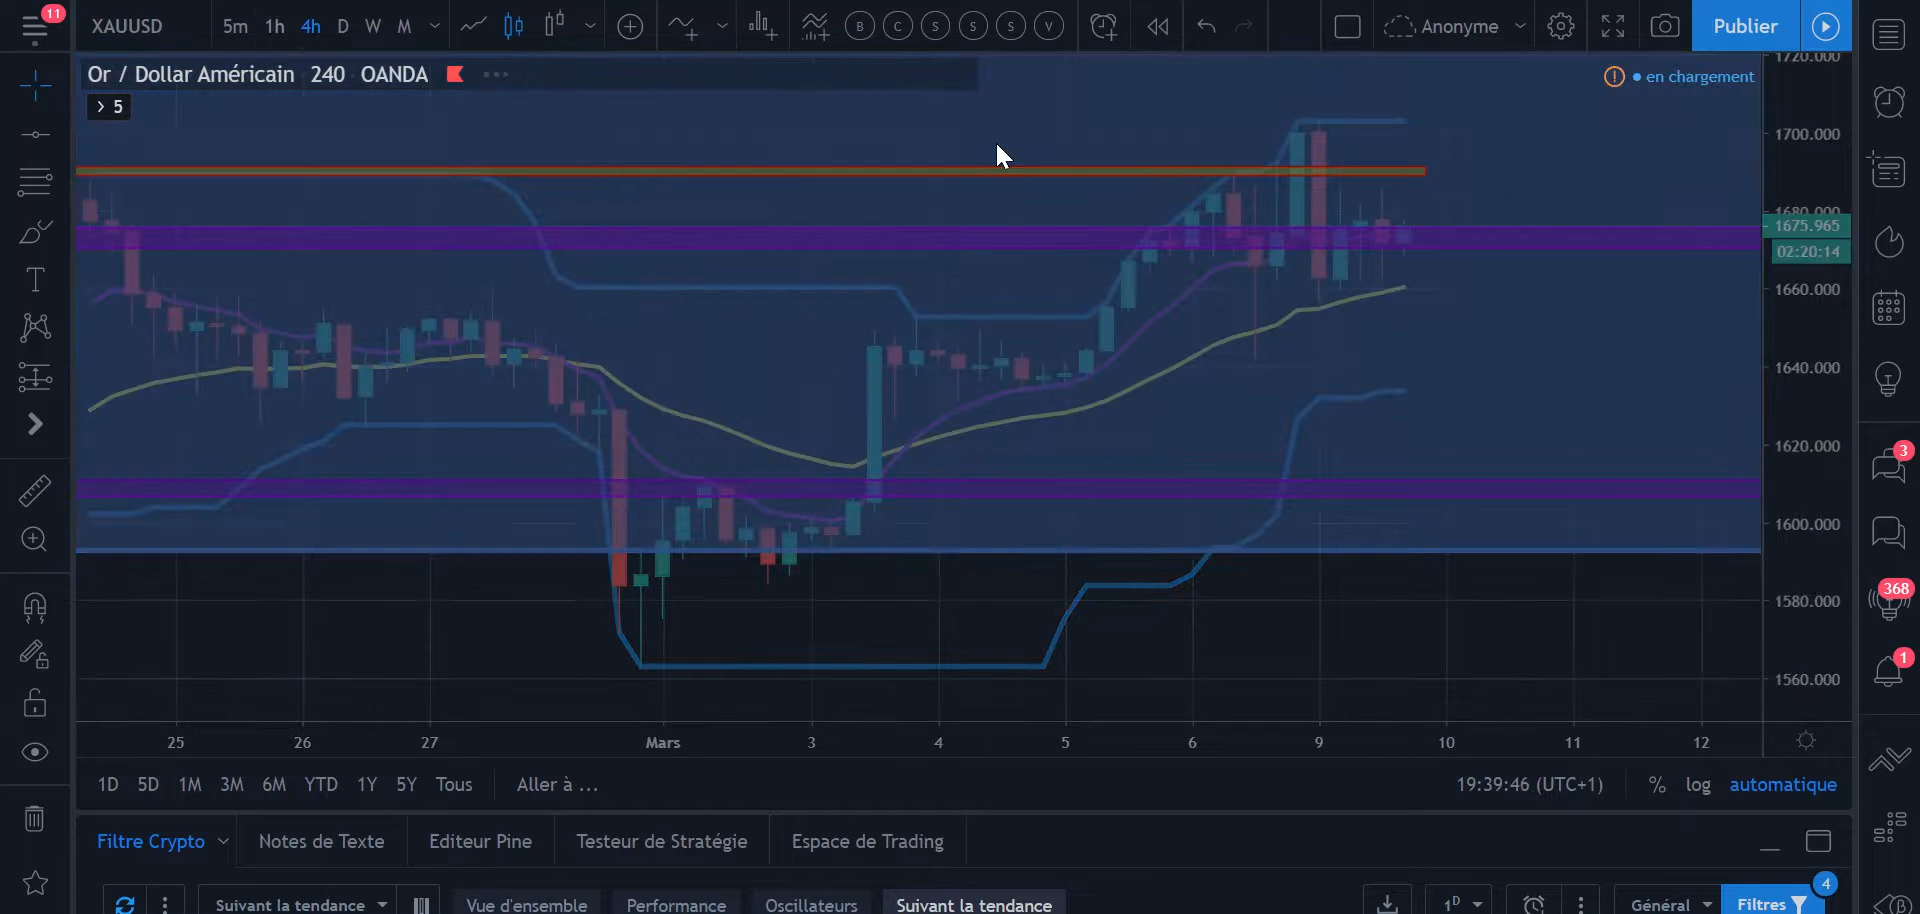 11
XAUUSD
5m 1h 4h D W M
B C S S S V
Anonyme
Publier
Or / Dollar Américain 240 OANDA
5
en chargement
1720.000
1700.000
1680.000
1675.965
02:20:14
1660.000
1640.000
1620.000
1600.000
1580.000
1560.000
25 26 27 Mars 3 4 5 6 9 10 11 12
1D 5D 1M 3M 6M YTD 1Y 5Y Tous Aller à ...
19:39:46 (UTC+1) % log automatique
Filtre Crypto Notes de Texte Editeur Pine Testeur de Stratégie Espace de Trading
Suivant la tendance Vue d'ensemble Performance Oscillateurs Suivant la tendance
1D Général Filtres 4
3
368
1